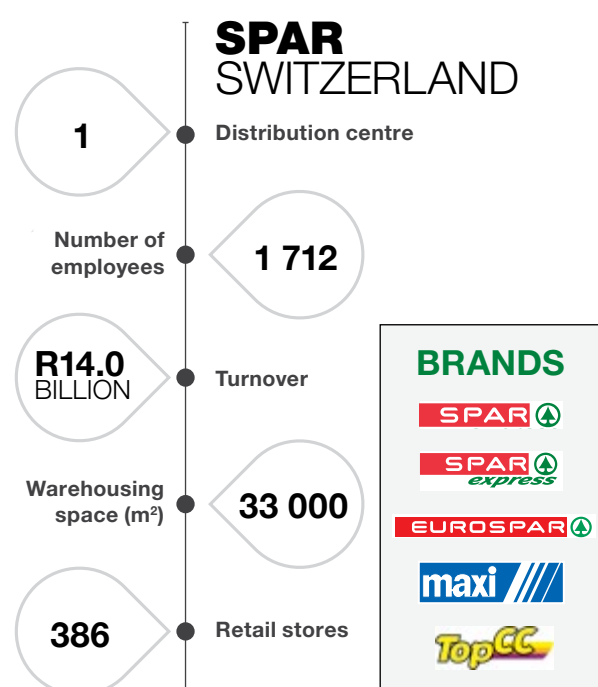 SPAR
SWITZERLAND
1
Distribution centre
Number of
employees
1 712
R14.0
BILLION
Turnover
Warehousing
space (m²)
33 000
386
Retail stores
BRANDS
SPAR
SPAR
express
EUROSPAR
maxi
TopCC